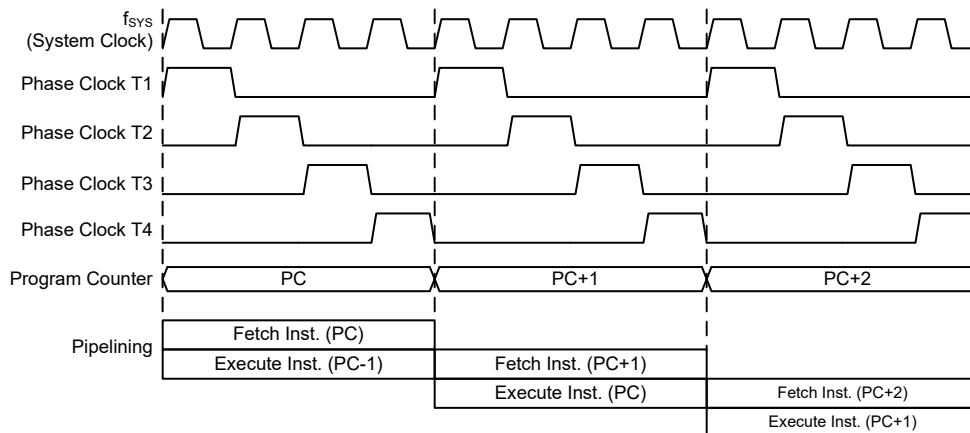 fSYS
(System Clock)
Phase Clock T1
Phase Clock T2
Phase Clock T3
Phase Clock T4
Program Counter
PC
PC+1
PC+2
Pipelining
Fetch Inst. (PC)
Execute Inst. (PC-1)
Fetch Inst. (PC+1)
Execute Inst. (PC)
Fetch Inst. (PC+2)
Execute Inst. (PC+1)